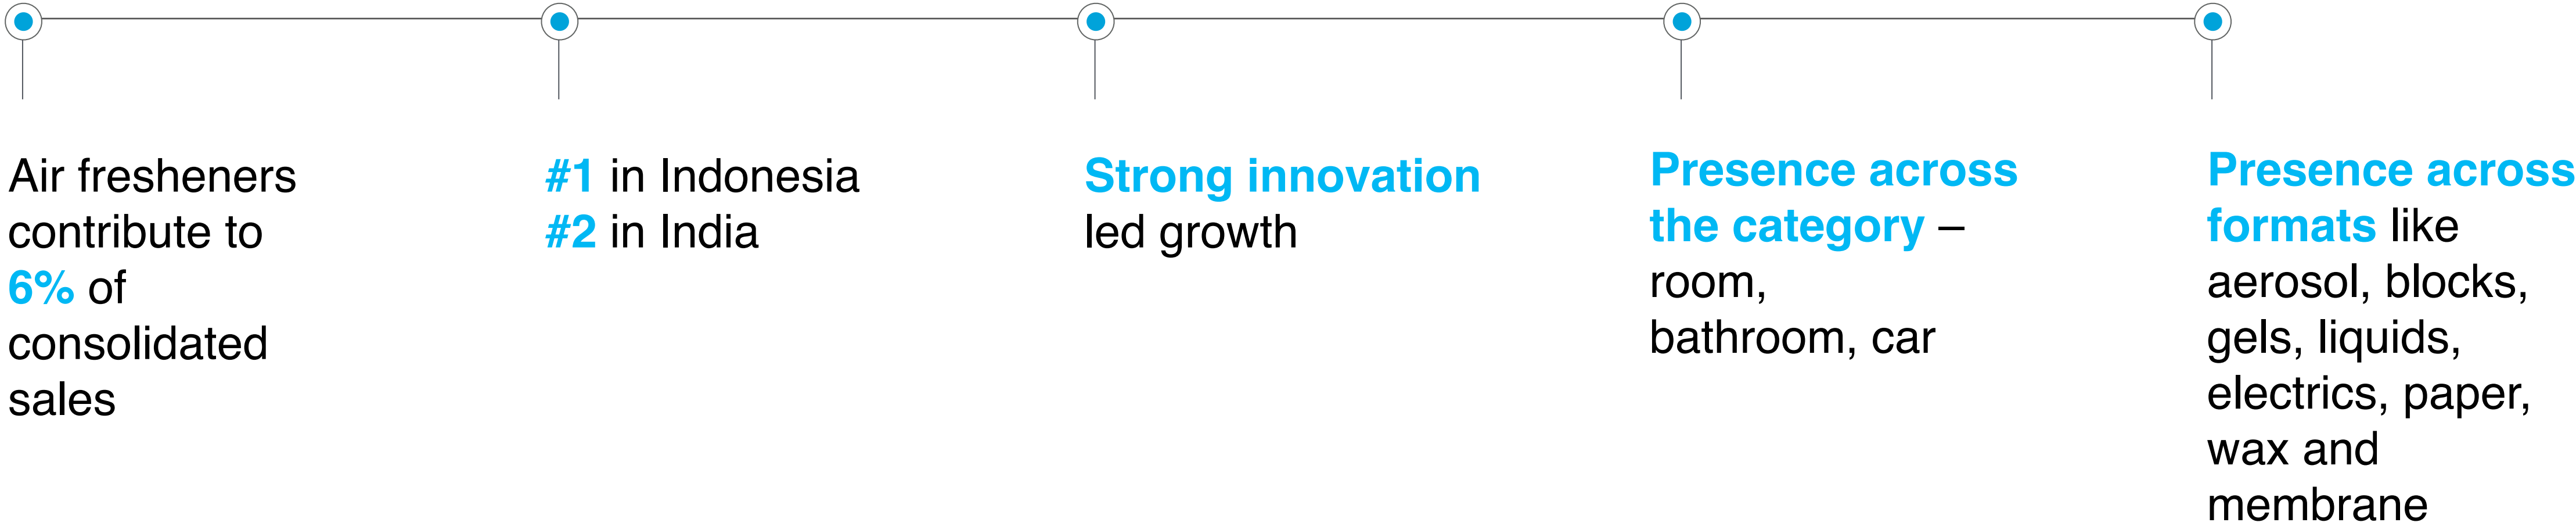 Air fresheners
contribute to
6% of
consolidated
sales
#1 in Indonesia
#2 in India
Strong innovation
led growth
Presence across
the category –
room,
bathroom, car
Presence across
formats like
aerosol, blocks,
gels, liquids,
electrics, paper,
wax and
membrane